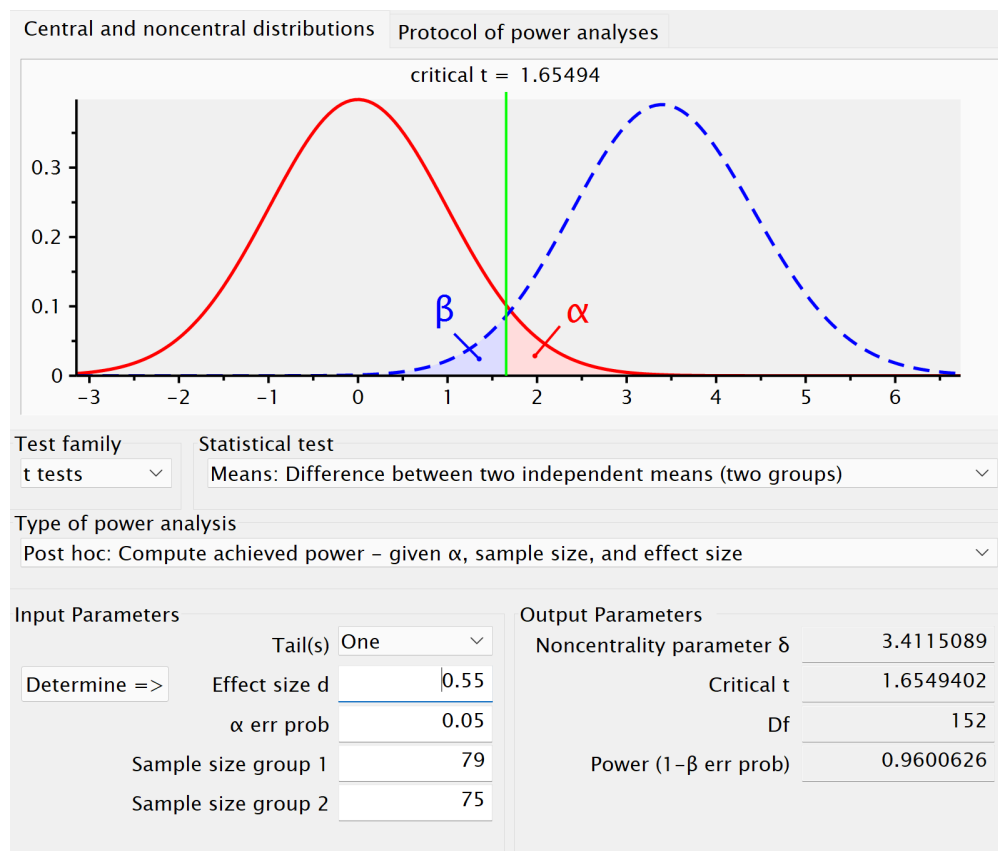 Central and noncentral distributions Protocol of power analyses
critical t = 1.65494
0.3
0.2
0.1
0
β α
-3 -2 -1 0 1 2 3 4 5 6
Test family Statistical test
t tests Means: Difference between two independent means (two groups)
Type of power analysis
Post hoc: Compute achieved power – given α, sample size, and effect size
Input Parameters Output Parameters
Tail(s) One Noncentrality parameter δ 3.4115089
Determine => Effect size d 0.55 Critical t 1.6549402
α err prob 0.05 Df 152
Sample size group 1 79 Power (1-β err prob) 0.9600626
Sample size group 2 75